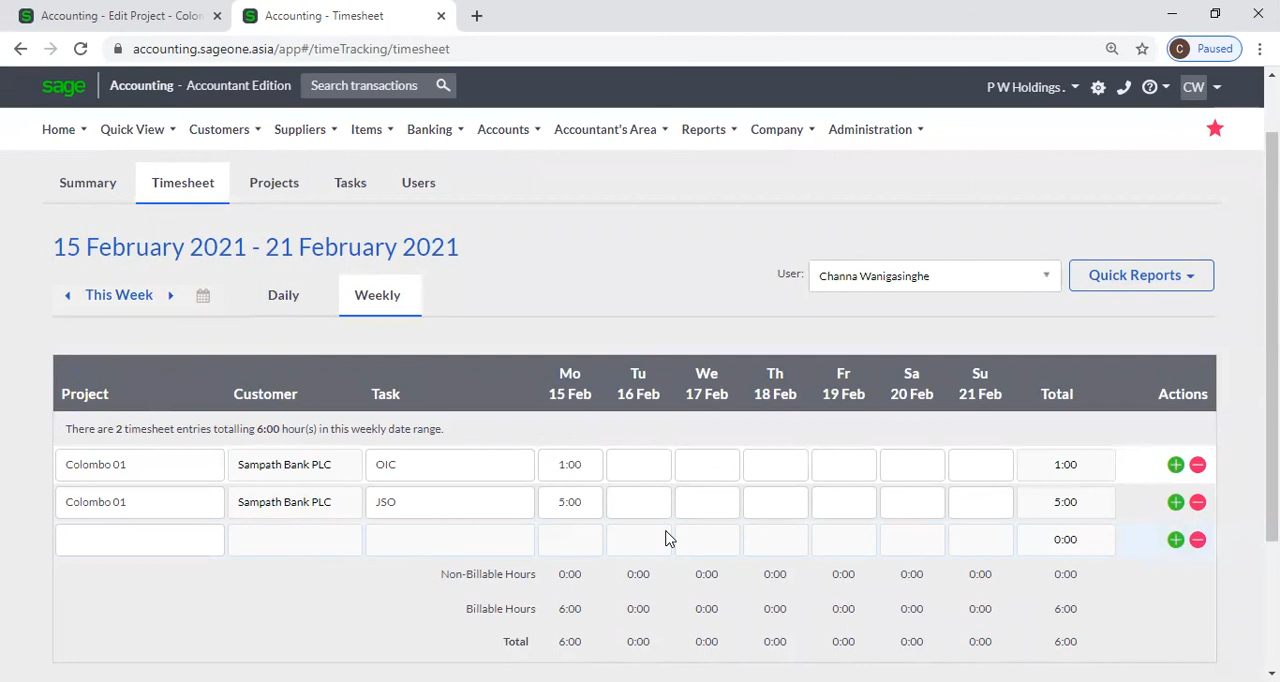 Accounting - Edit Project - Color
Accounting - Timesheet
accounting.sageone.asia/app#/timeTracking/timesheet
C Paused
sage Accounting - Accountant Edition Search transactions P W Holdings . CW
Home Quick View Customers Suppliers Items Banking Accounts Accountant's Area Reports Company Administration
Summary Timesheet Projects Tasks Users
15 February 2021 - 21 February 2021
User: Channa Wanigasinghe Quick Reports
This Week Daily Weekly
Mo Tu We Th Fr Sa Su
Project Customer Task 15 Feb 16 Feb 17 Feb 18 Feb 19 Feb 20 Feb 21 Feb Total Actions
There are 2 timesheet entries totalling 6:00 hour(s) in this weekly date range.
Colombo 01 Sampath Bank PLC OIC 1:00 1:00
Colombo 01 Sampath Bank PLC JSO 5:00 5:00
0:00
Non-Billable Hours 0:00 0:00 0:00 0:00 0:00 0:00 0:00 0:00
Billable Hours 6:00 0:00 0:00 0:00 0:00 0:00 0:00 6:00
Total 6:00 0:00 0:00 0:00 0:00 0:00 0:00 6:00